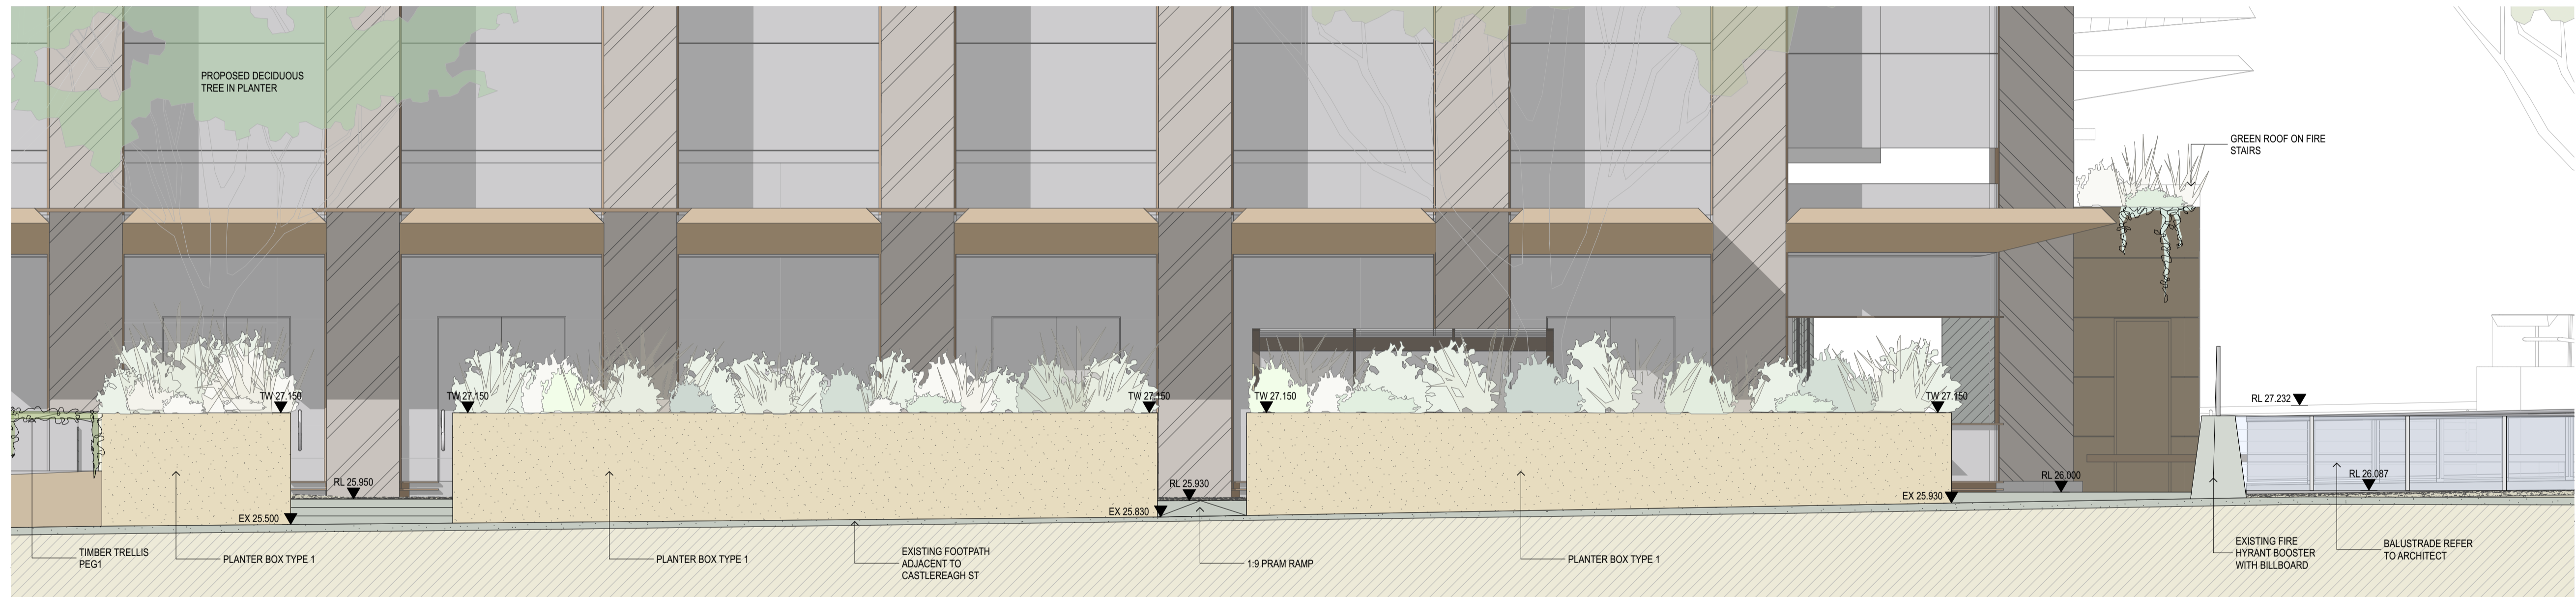 PROPOSED DECIDUOUS
TREE IN PLANTER
GREEN ROOF ON FIRE
STAIRS
TW 27.150
TW 27.150
TW 27.150
TW 27.150
TW 27.150
RL 27.232
RL 25.950
RL 25.930
RL 26.000
RL 26.087
EX 25.500
EX 25.830
EX 25.930
TIMBER TRELLIS
PEG1
PLANTER BOX TYPE 1
PLANTER BOX TYPE 1
EXISTING FOOTPATH
ADJACENT TO
CASTLEREAGH ST
1:9 PRAM RAMP
PLANTER BOX TYPE 1
EXISTING FIRE
HYRANT BOOSTER
WITH BILLBOARD
BALUSTRADE REFER
TO ARCHITECT